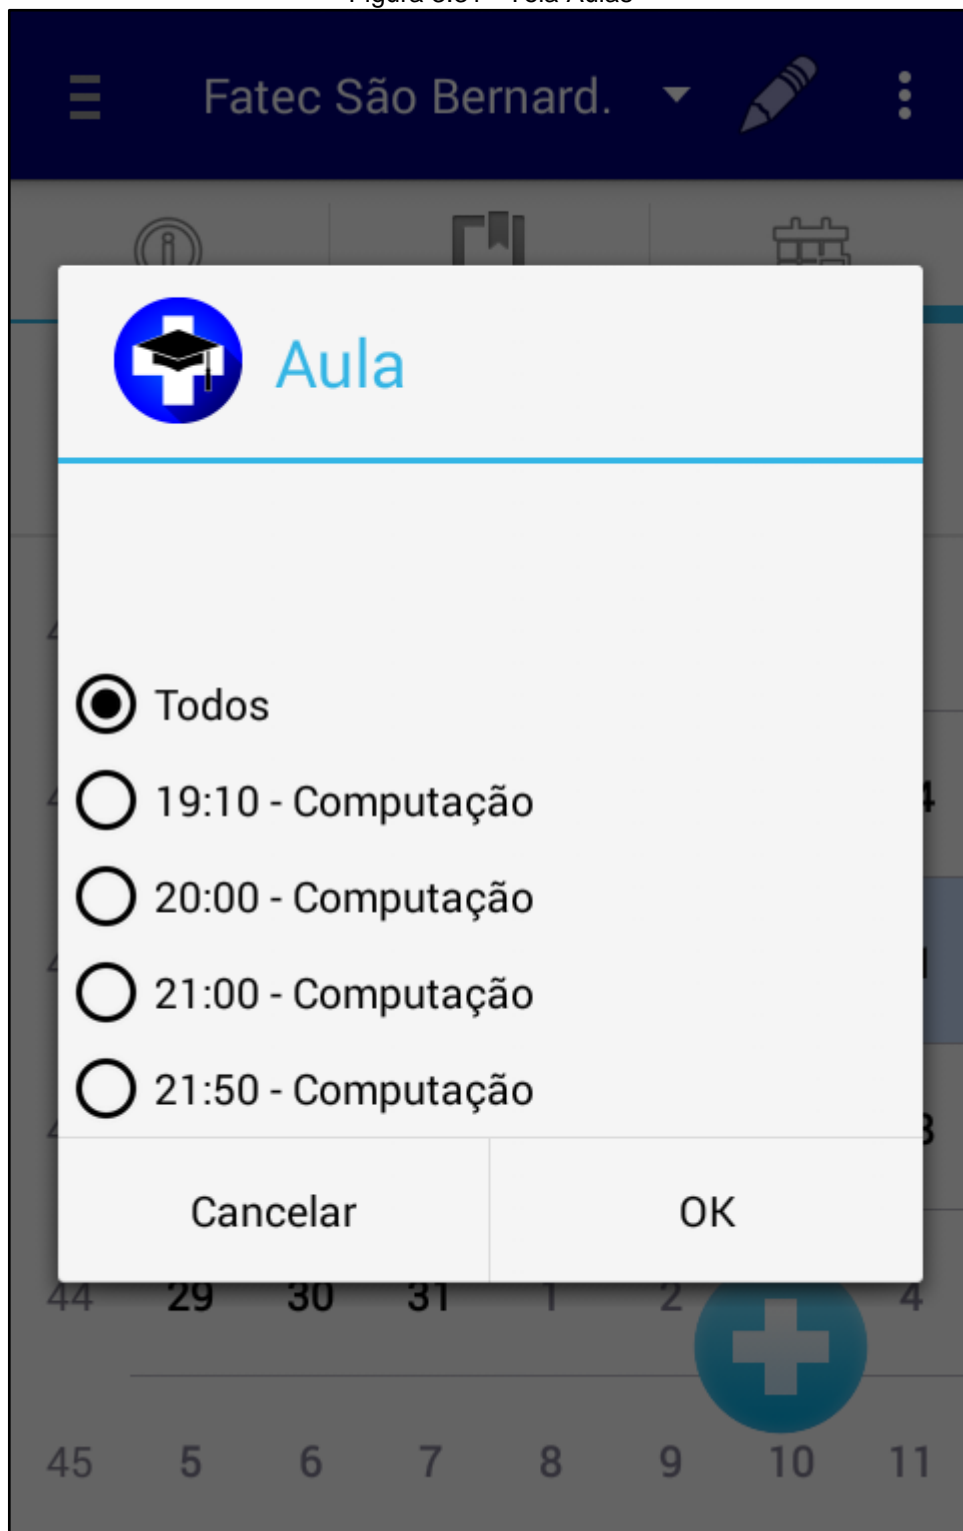 Fatec São Bernard.
Aula
Todos
19:10 - Computação
20:00 - Computação
21:00 - Computação
21:50 - Computação
Cancelar OK
44 29 30 31 1 2 4
45 5 6 7 8 9 10 11